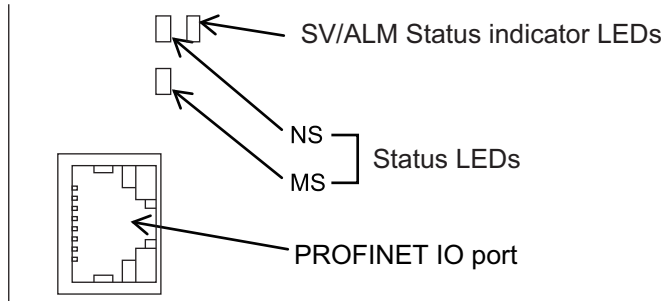 SV/ALM Status indicator LEDs
NS
Status LEDs
MS
PROFINET IO port